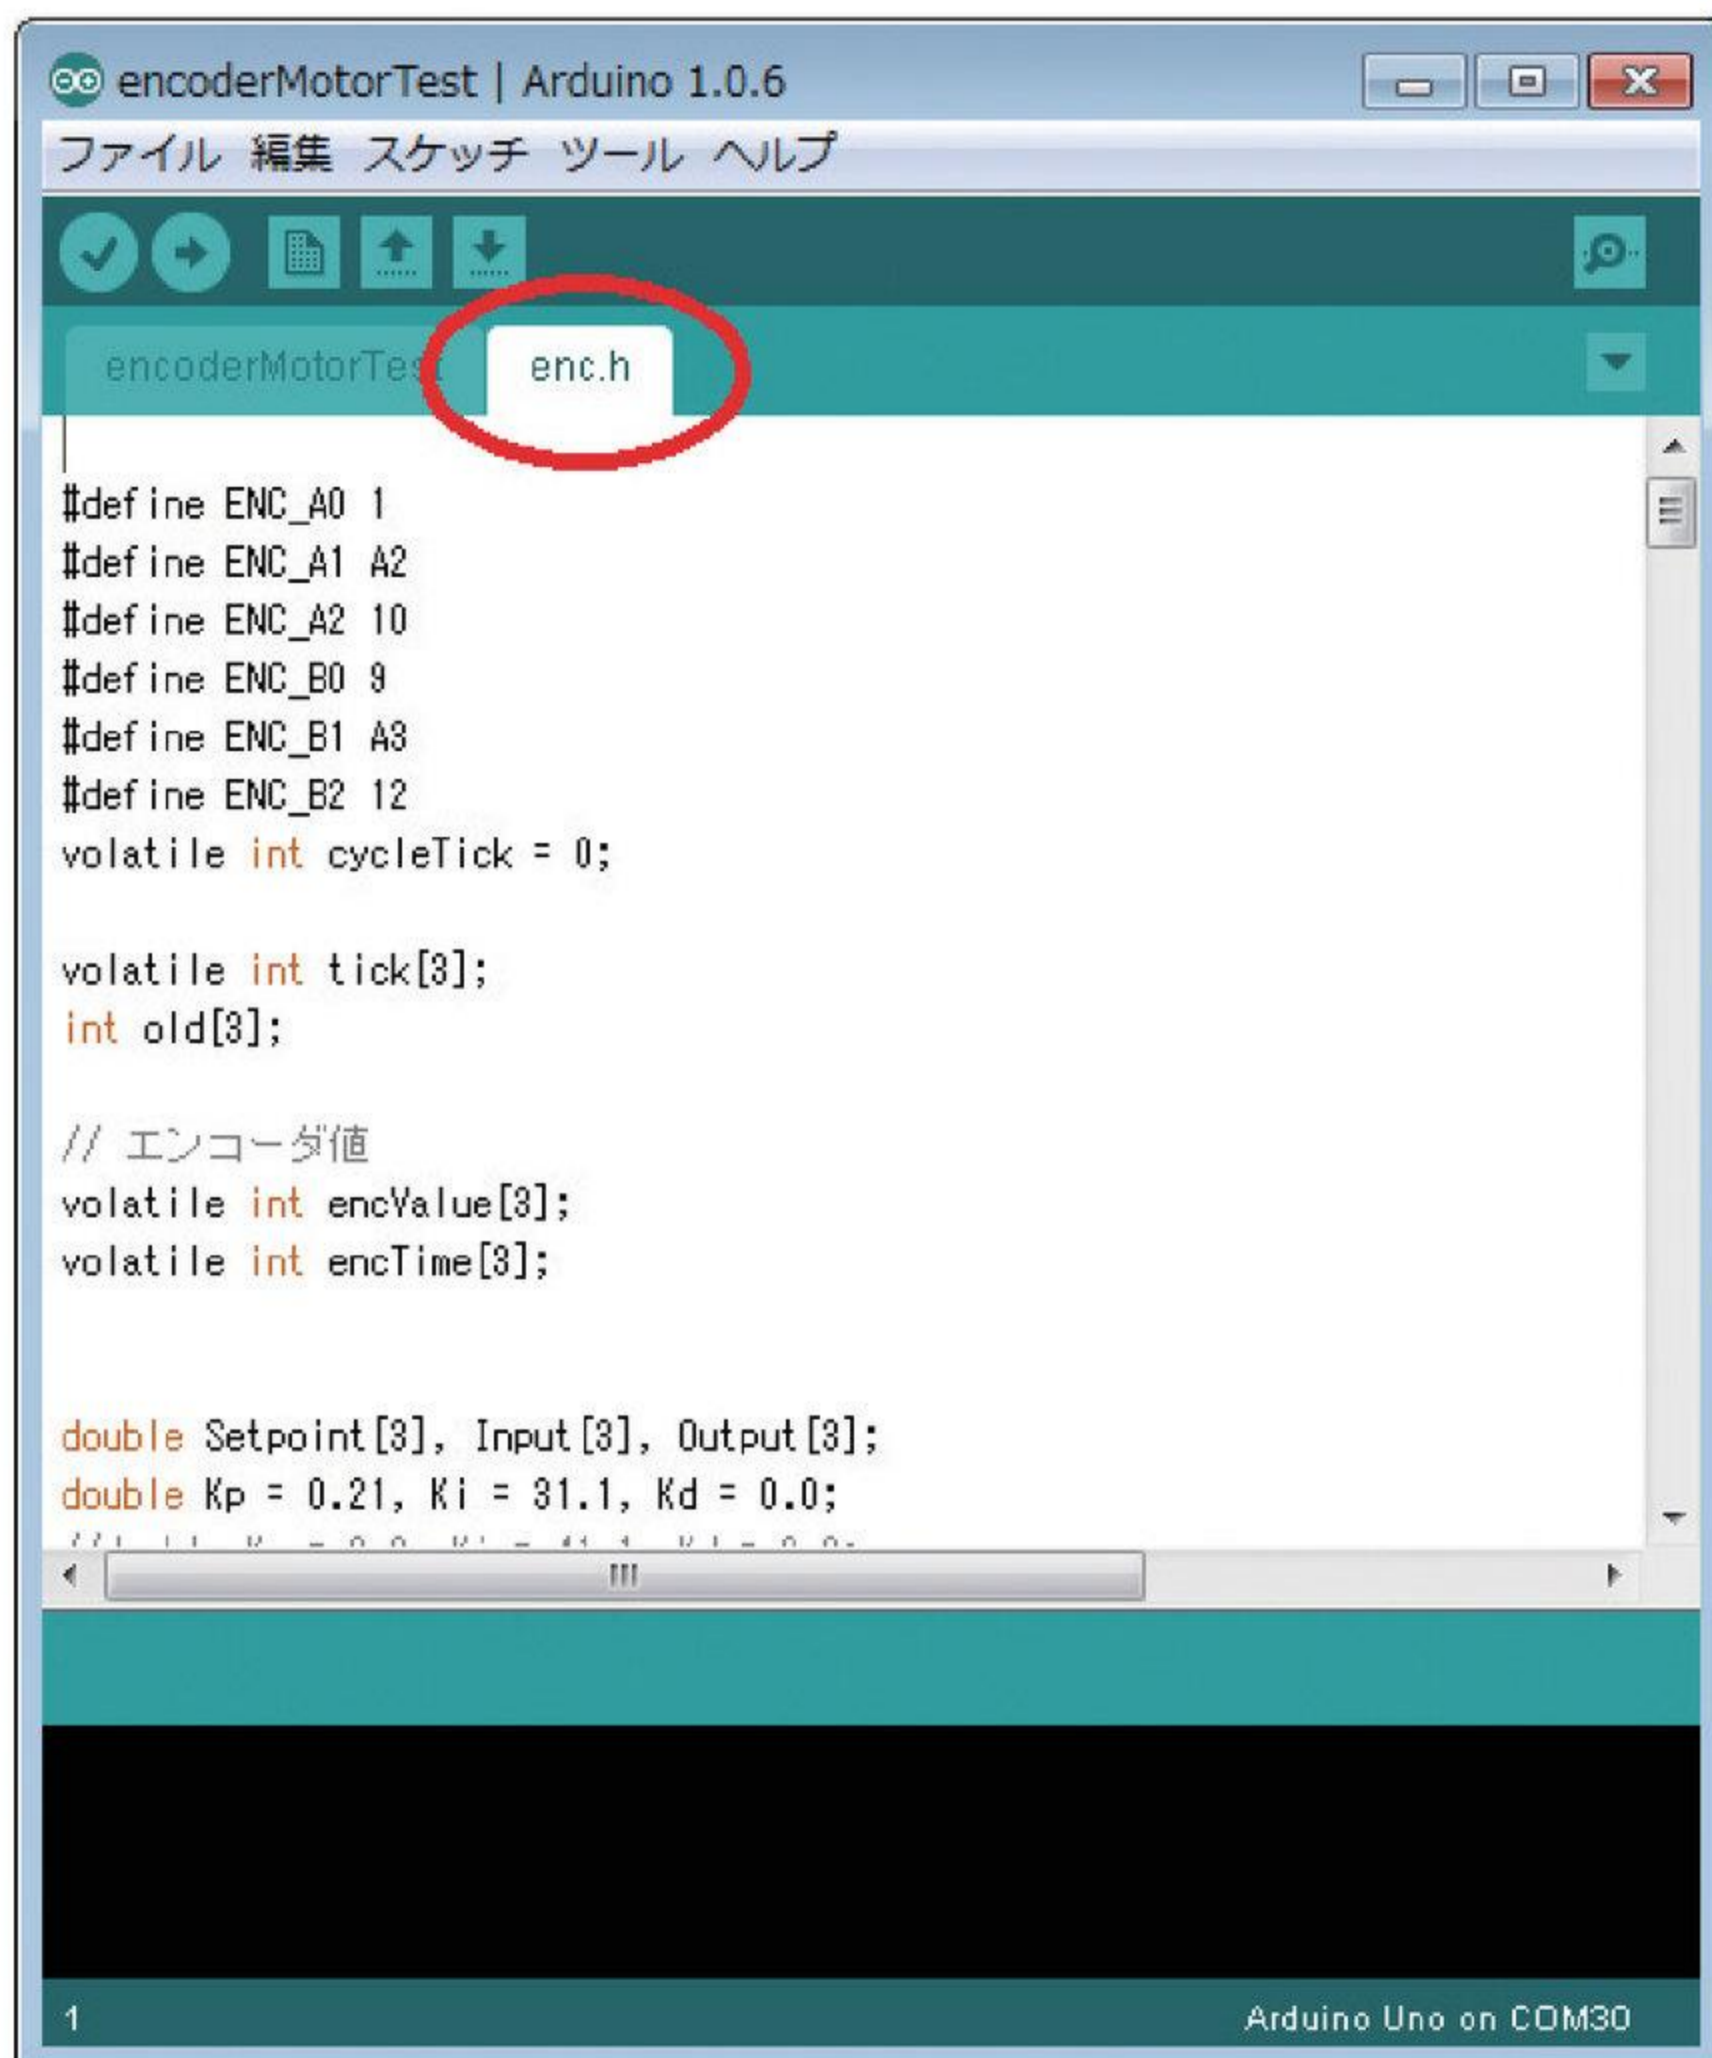 encoderMotorTest | Arduino 1.0.6
ファイル 編集 スケッチ ツール ヘルプ
encoderMotorTest enc.h
#define ENC_A0 1
#define ENC_A1 A2
#define ENC_A2 10
#define ENC_B0 9
#define ENC_B1 A3
#define ENC_B2 12
volatile int cycleTick = 0;
volatile int tick[3];
int old[3];
// エンコーダ値
volatile int encValue[3];
volatile int encTime[3];
double Setpoint[3], Input[3], Output[3];
double Kp = 0.21, Ki = 31.1, Kd = 0.0;
1
Arduino Uno on COM30